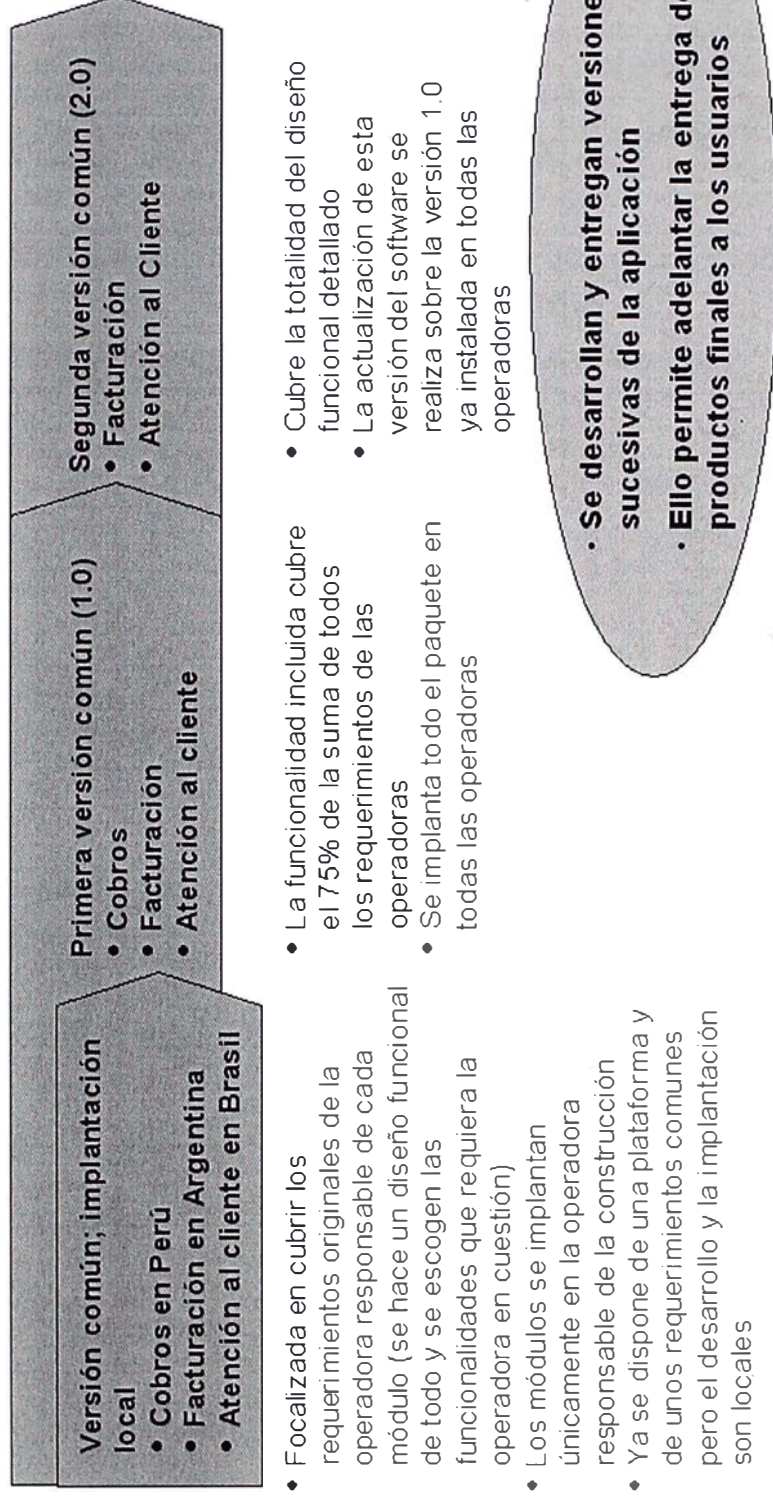 Versión común; implantación
local
• Cobros en Perú
• Facturación en Argentina
• Atención al cliente en Brasil
Primera versión común (1.0)
• Cobros
• Facturación
• Atención al cliente
Segunda versión común (2.0)
• Facturación
• Atención al Cliente
• Focalizada en cubrir los
requerimientos originales de la
operadora responsable de cada
módulo (se hace un diseño funcional
de todo y se escogen las
funcionalidades que requiera la
operadora en cuestión)
• Los módulos se implantan
únicamente en la operadora
responsable de la construcción
• Ya se dispone de una plataforma y
de unos requerimientos comunes
pero el desarrollo y la implantación
son locales
• La funcionalidad incluida cubre
el 75% de la suma de todos
los requerimientos de las
operadoras
• Se implanta todo el paquete en
todas las operadoras
• Cubre la totalidad del diseño
funcional detallado
• La actualización de esta
versión del software se
realiza sobre la versión 1.0
ya instalada en todas las
operadoras
• Se desarrollan y entregan versione
sucesivas de la aplicación
• Ello permite adelantar la entrega d
productos finales a los usuarios